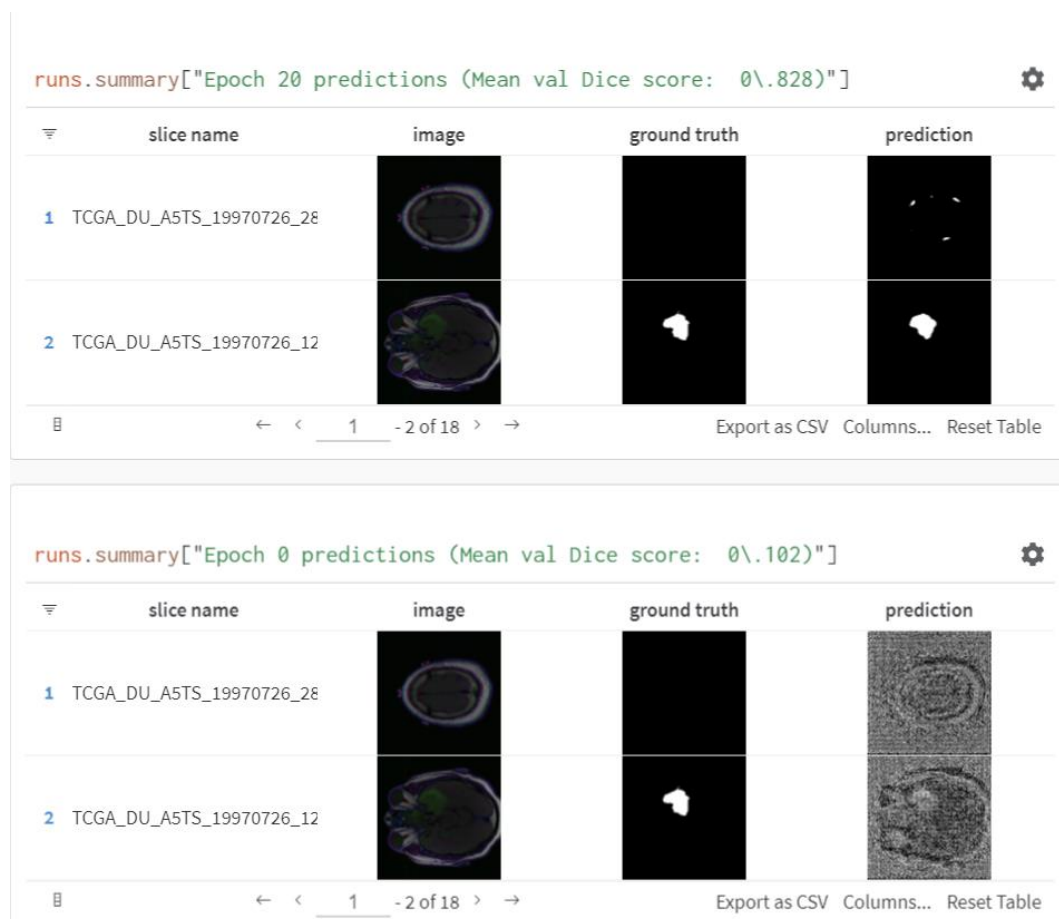 runs.summary["Epoch 20 predictions (Mean val Dice score:  0\.828)"]
slice name image ground truth prediction
1 TCGA_DU_A5TS_19970726_28
2 TCGA_DU_A5TS_19970726_12
← < 1 - 2 of 18 > → Export as CSV Columns... Reset Table
runs.summary["Epoch 0 predictions (Mean val Dice score:  0\.102)"]
slice name image ground truth prediction
1 TCGA_DU_A5TS_19970726_28
2 TCGA_DU_A5TS_19970726_12
← < 1 - 2 of 18 > → Export as CSV Columns... Reset Table